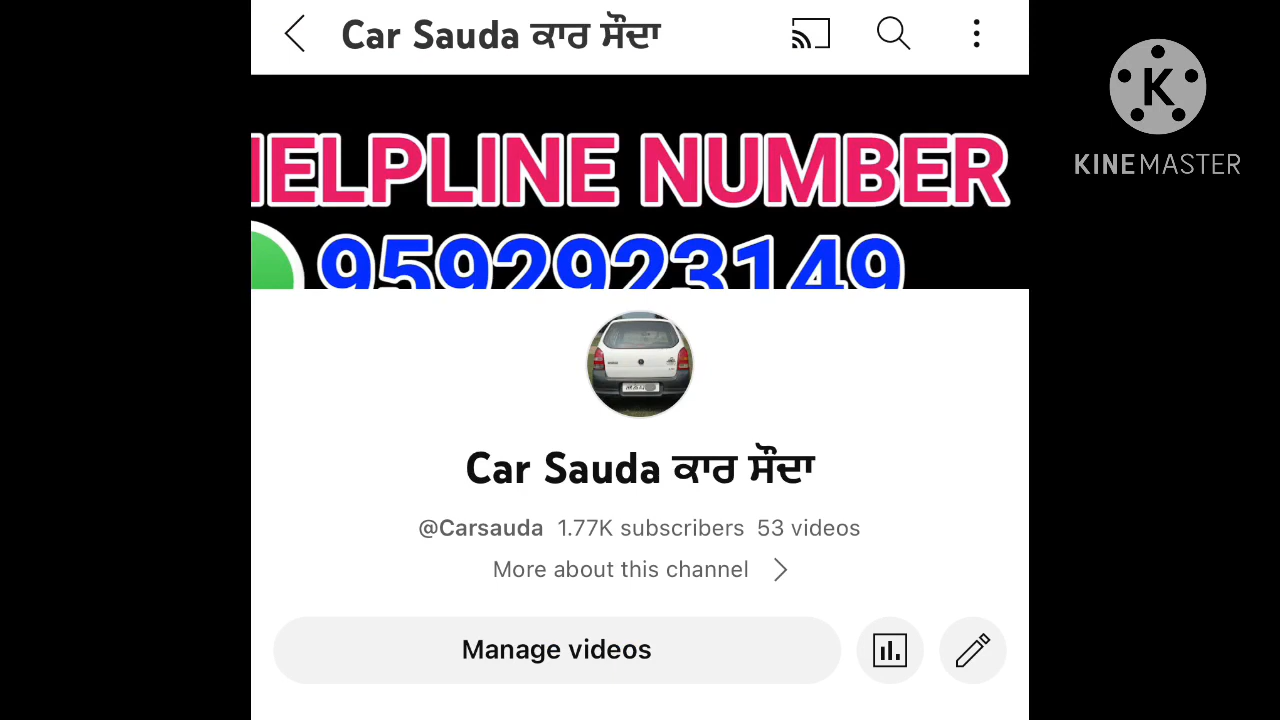 Car Sauda ਕਾਰ ਸੌਦਾ
K
KINEMASTER
HELPLINE NUMBER
9592923149
Car Sauda ਕਾਰ ਸੌਦਾ
@Carsauda 1.77K subscribers 53 videos
More about this channel
Manage videos